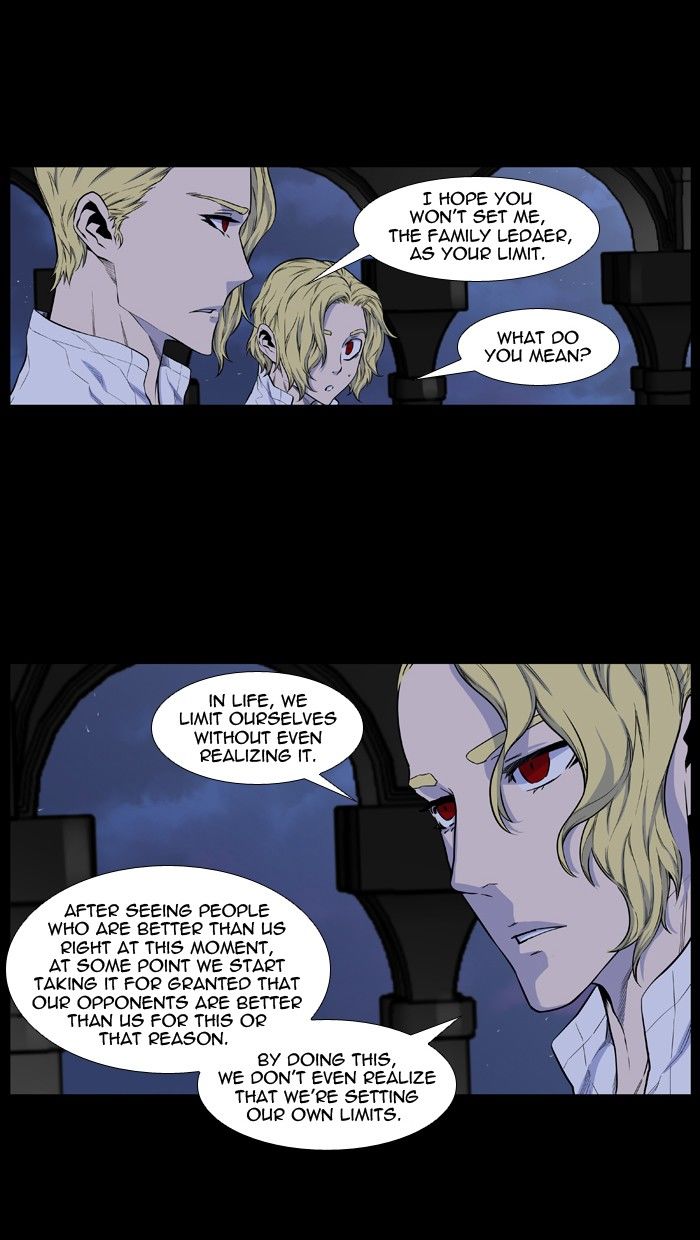 I HOPE YOU
WON'T SET ME,
THE FAMILY LEDAER,
AS YOUR LIMIT.
WHAT DO
YOU MEAN?
IN LIFE, WE
LIMIT OURSELVES
WITHOUT EVEN
REALIZING IT.
AFTER SEEING PEOPLE
WHO ARE BETTER THAN US
RIGHT AT THIS MOMENT,
AT SOME POINT WE START
TAKING IT FOR GRANTED THAT
OUR OPPONENTS ARE BETTER
THAN US FOR THIS OR
THAT REASON.
BY DOING THIS,
WE DON'T EVEN REALIZE
THAT WE'RE SETTING
OUR OWN LIMITS.